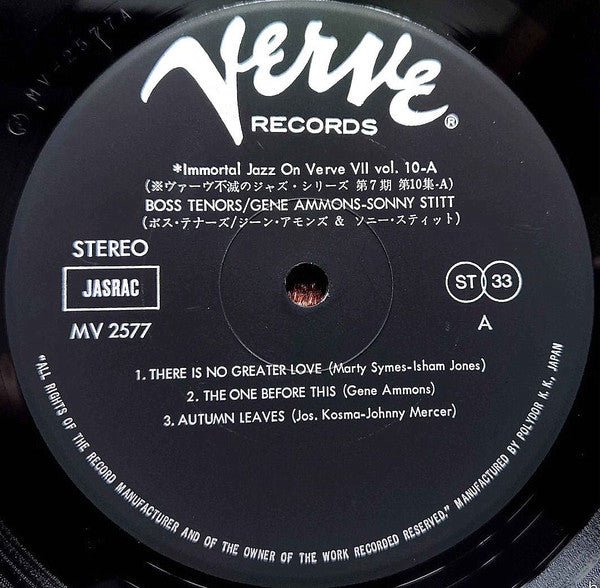 MV-2577A
Verve
RECORDS ®
*Immortal Jazz On Verve VII vol. 10-A
(※ヴァーヴ不滅のジャズ・シリーズ 第7期 第10集-A)
BOSS TENORS/GENE AMMONS-SONNY STITT
(ボス・テナーズ/ジーン・アモンズ & ソニー・スティット)
STEREO
JASRAC
MV 2577
ST 33
A
1. THERE IS NO GREATER LOVE (Marty Symes-Isham Jones)
2. THE ONE BEFORE THIS (Gene Ammons)
3. AUTUMN LEAVES (Jos. Kosma-Johnny Mercer)
"ALL RIGHTS OF THE RECORD MANUFACTURER AND OF THE OWNER OF THE WORK RECORDED RESERVED." MANUFACTURED BY POLYDOR K. K., JAPAN